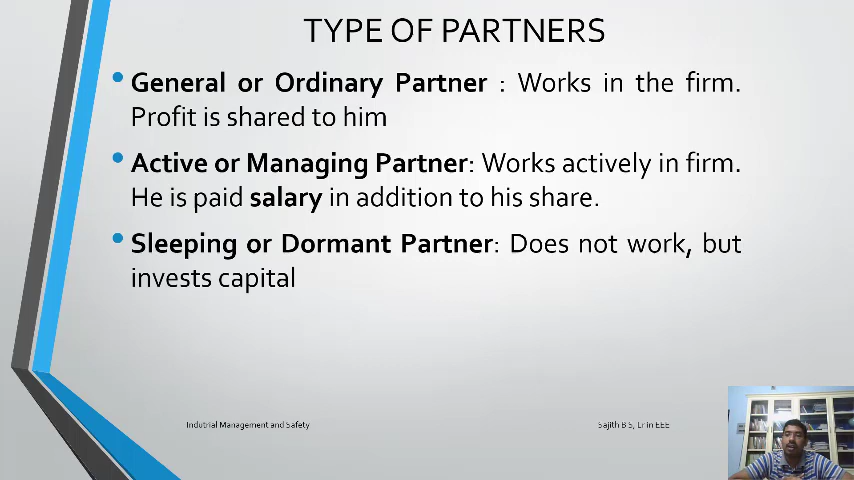 TYPE OF PARTNERS
• General or Ordinary Partner : Works in the firm.
Profit is shared to him
• Active or Managing Partner: Works actively in firm.
He is paid salary in addition to his share.
• Sleeping or Dormant Partner: Does not work, but
invests capital
Indutrial Management and Safety
Sajith B S, Lr in EEE